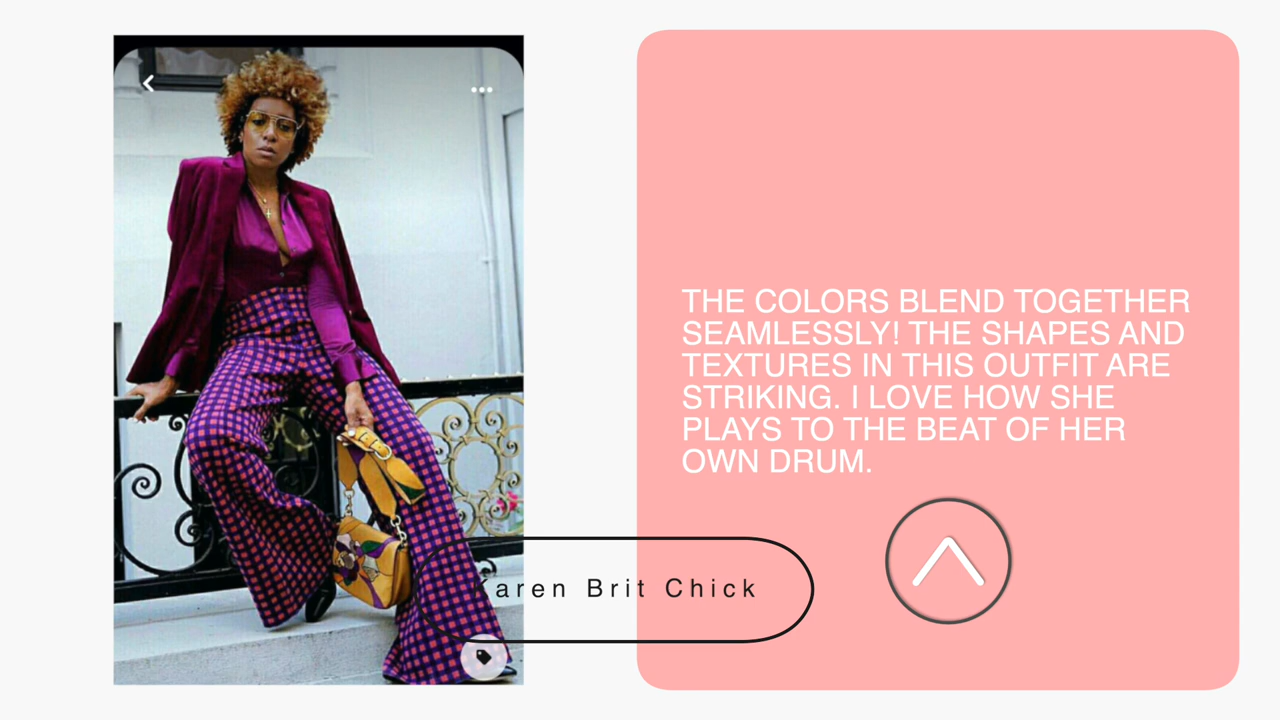 THE COLORS BLEND TOGETHER
SEAMLESSLY! THE SHAPES AND
TEXTURES IN THIS OUTFIT ARE
STRIKING. I LOVE HOW SHE
PLAYS TO THE BEAT OF HER
OWN DRUM.
Karen Brit Chick